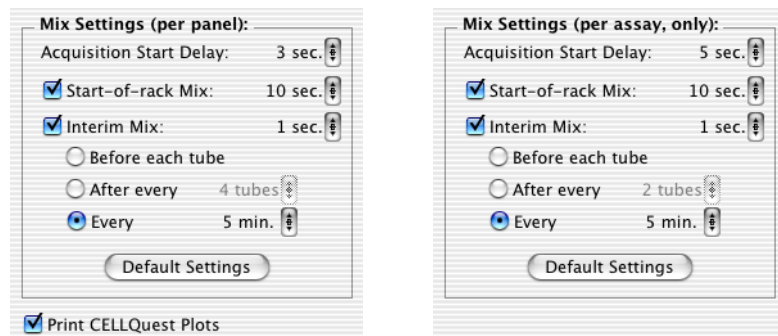 Mix Settings (per panel):
Acquisition Start Delay: 3 sec.
Start-of-rack Mix: 10 sec.
Interim Mix: 1 sec.
Before each tube
After every 4 tubes
Every 5 min.
Default Settings
Print CELLQuest Plots
Mix Settings (per assay, only):
Acquisition Start Delay: 5 sec.
Start-of-rack Mix: 10 sec.
Interim Mix: 1 sec.
Before each tube
After every 2 tubes
Every 5 min.
Default Settings